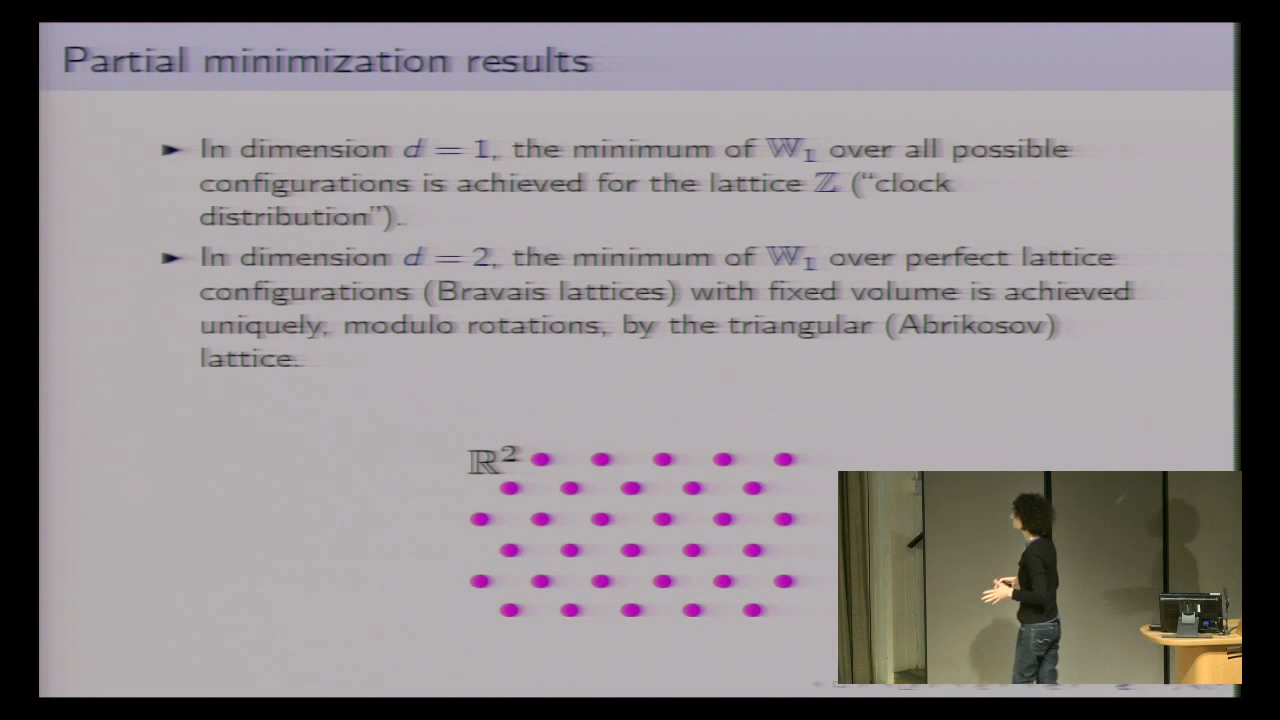 Partial minimization results
► In dimension d = 1, the minimum of 𝕎₁ over all possible
configurations is achieved for the lattice ℤ (“clock
distribution”).
► In dimension d = 2, the minimum of 𝕎₁ over perfect lattice
configurations (Bravais lattices) with fixed volume is achieved
uniquely, modulo rotations, by the triangular (Abrikosov)
lattice.
ℝ²